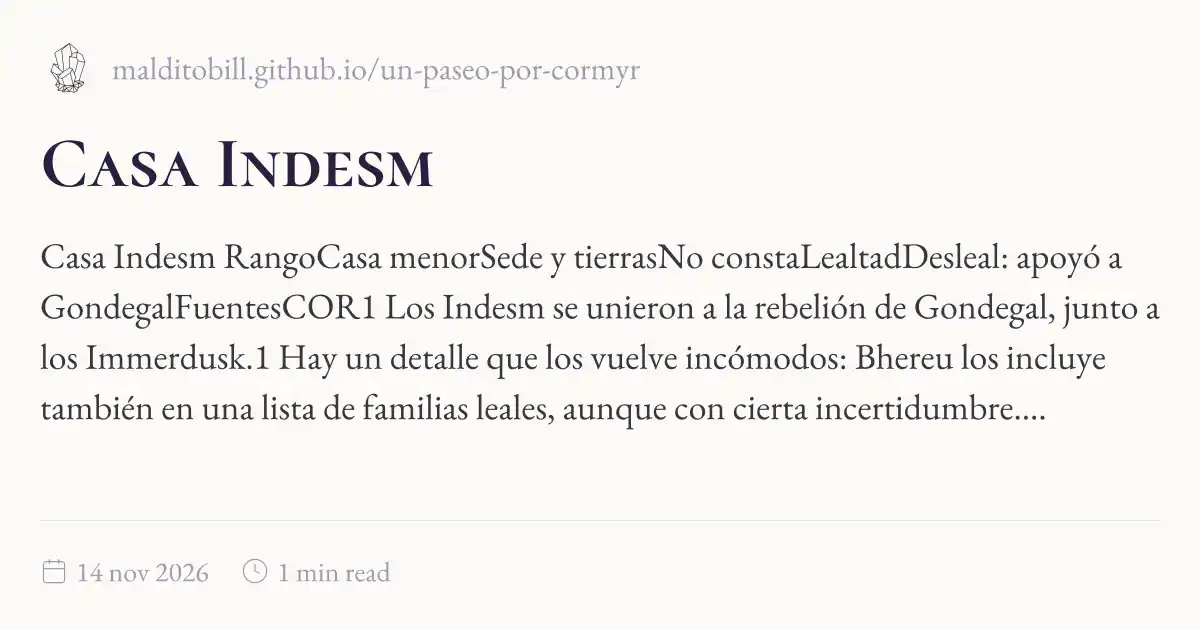 malditobill.github.io/un-paseo-por-cormyr
Casa Indesm
Casa Indesm RangoCasa menorSede y tierrasNo constaLealtadDesleal: apoyó a
GondegalFuentesCOR1 Los Indesm se unieron a la rebelión de Gondegal, junto a
los Immerdusk.1 Hay un detalle que los vuelve incómodos: Bhereu los incluye
también en una lista de familias leales, aunque con cierta incertidumbre....
14 nov 2026 1 min read